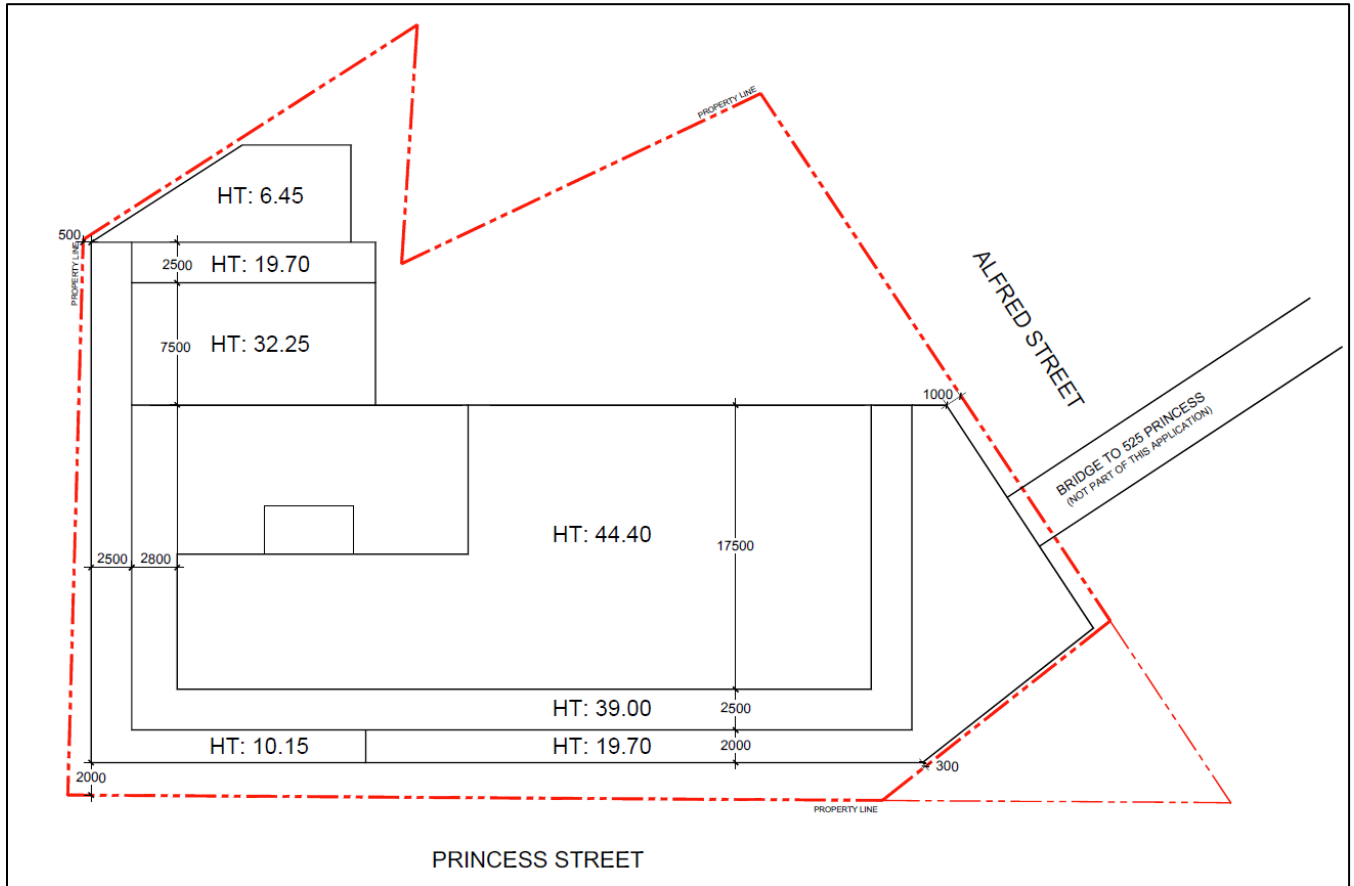 PROPERTY LINE
HT: 6.45
500
PROPERTY LINE
2500
HT: 19.70
ALFRED STREET
7500
HT: 32.25
1000
BRIDGE TO 525 PRINCESS
(NOT PART OF THIS APPLICATION)
HT: 44.40
17500
2500
2800
HT: 39.00
2500
HT: 10.15
HT: 19.70
2000
300
2000
PROPERTY LINE
PRINCESS STREET